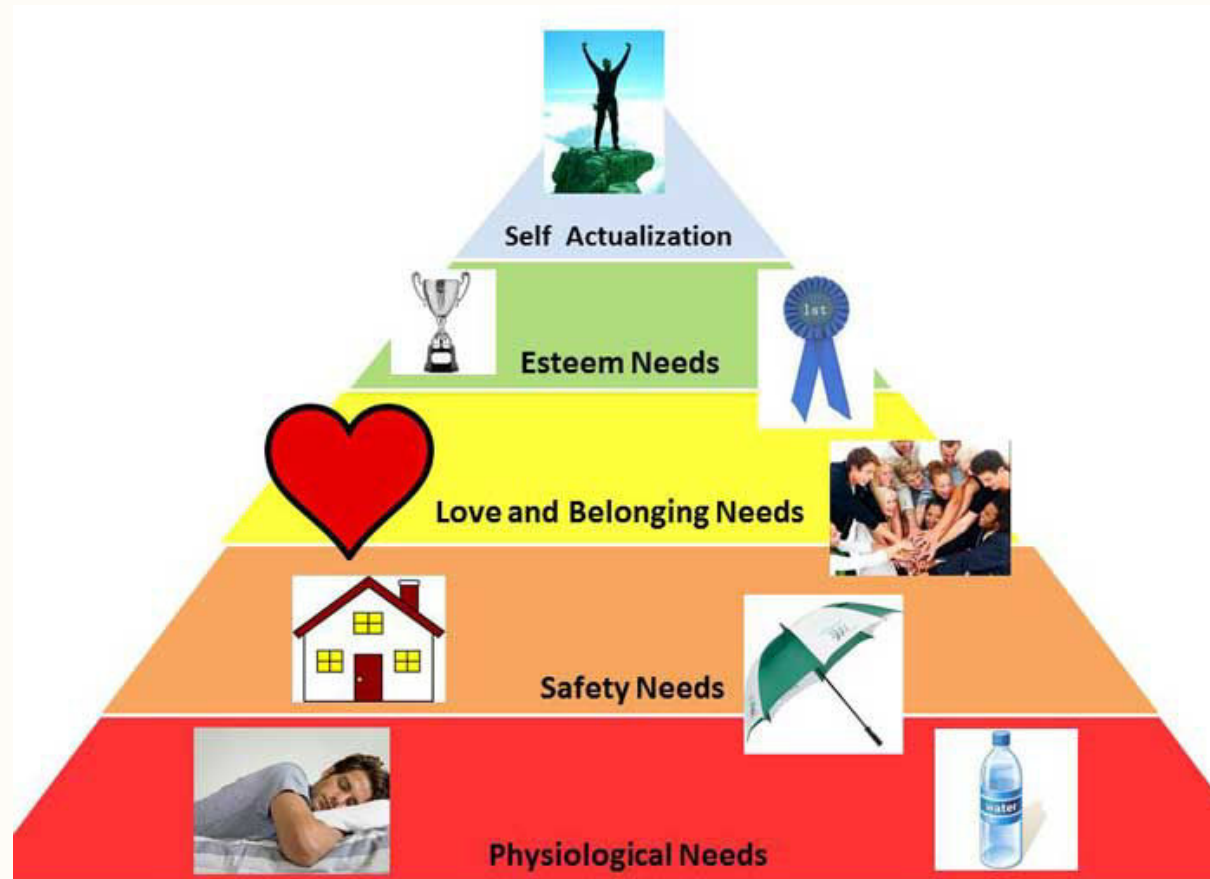 Self Actualization
1st
Esteem Needs
Love and Belonging Needs
Safety Needs
water
Physiological Needs